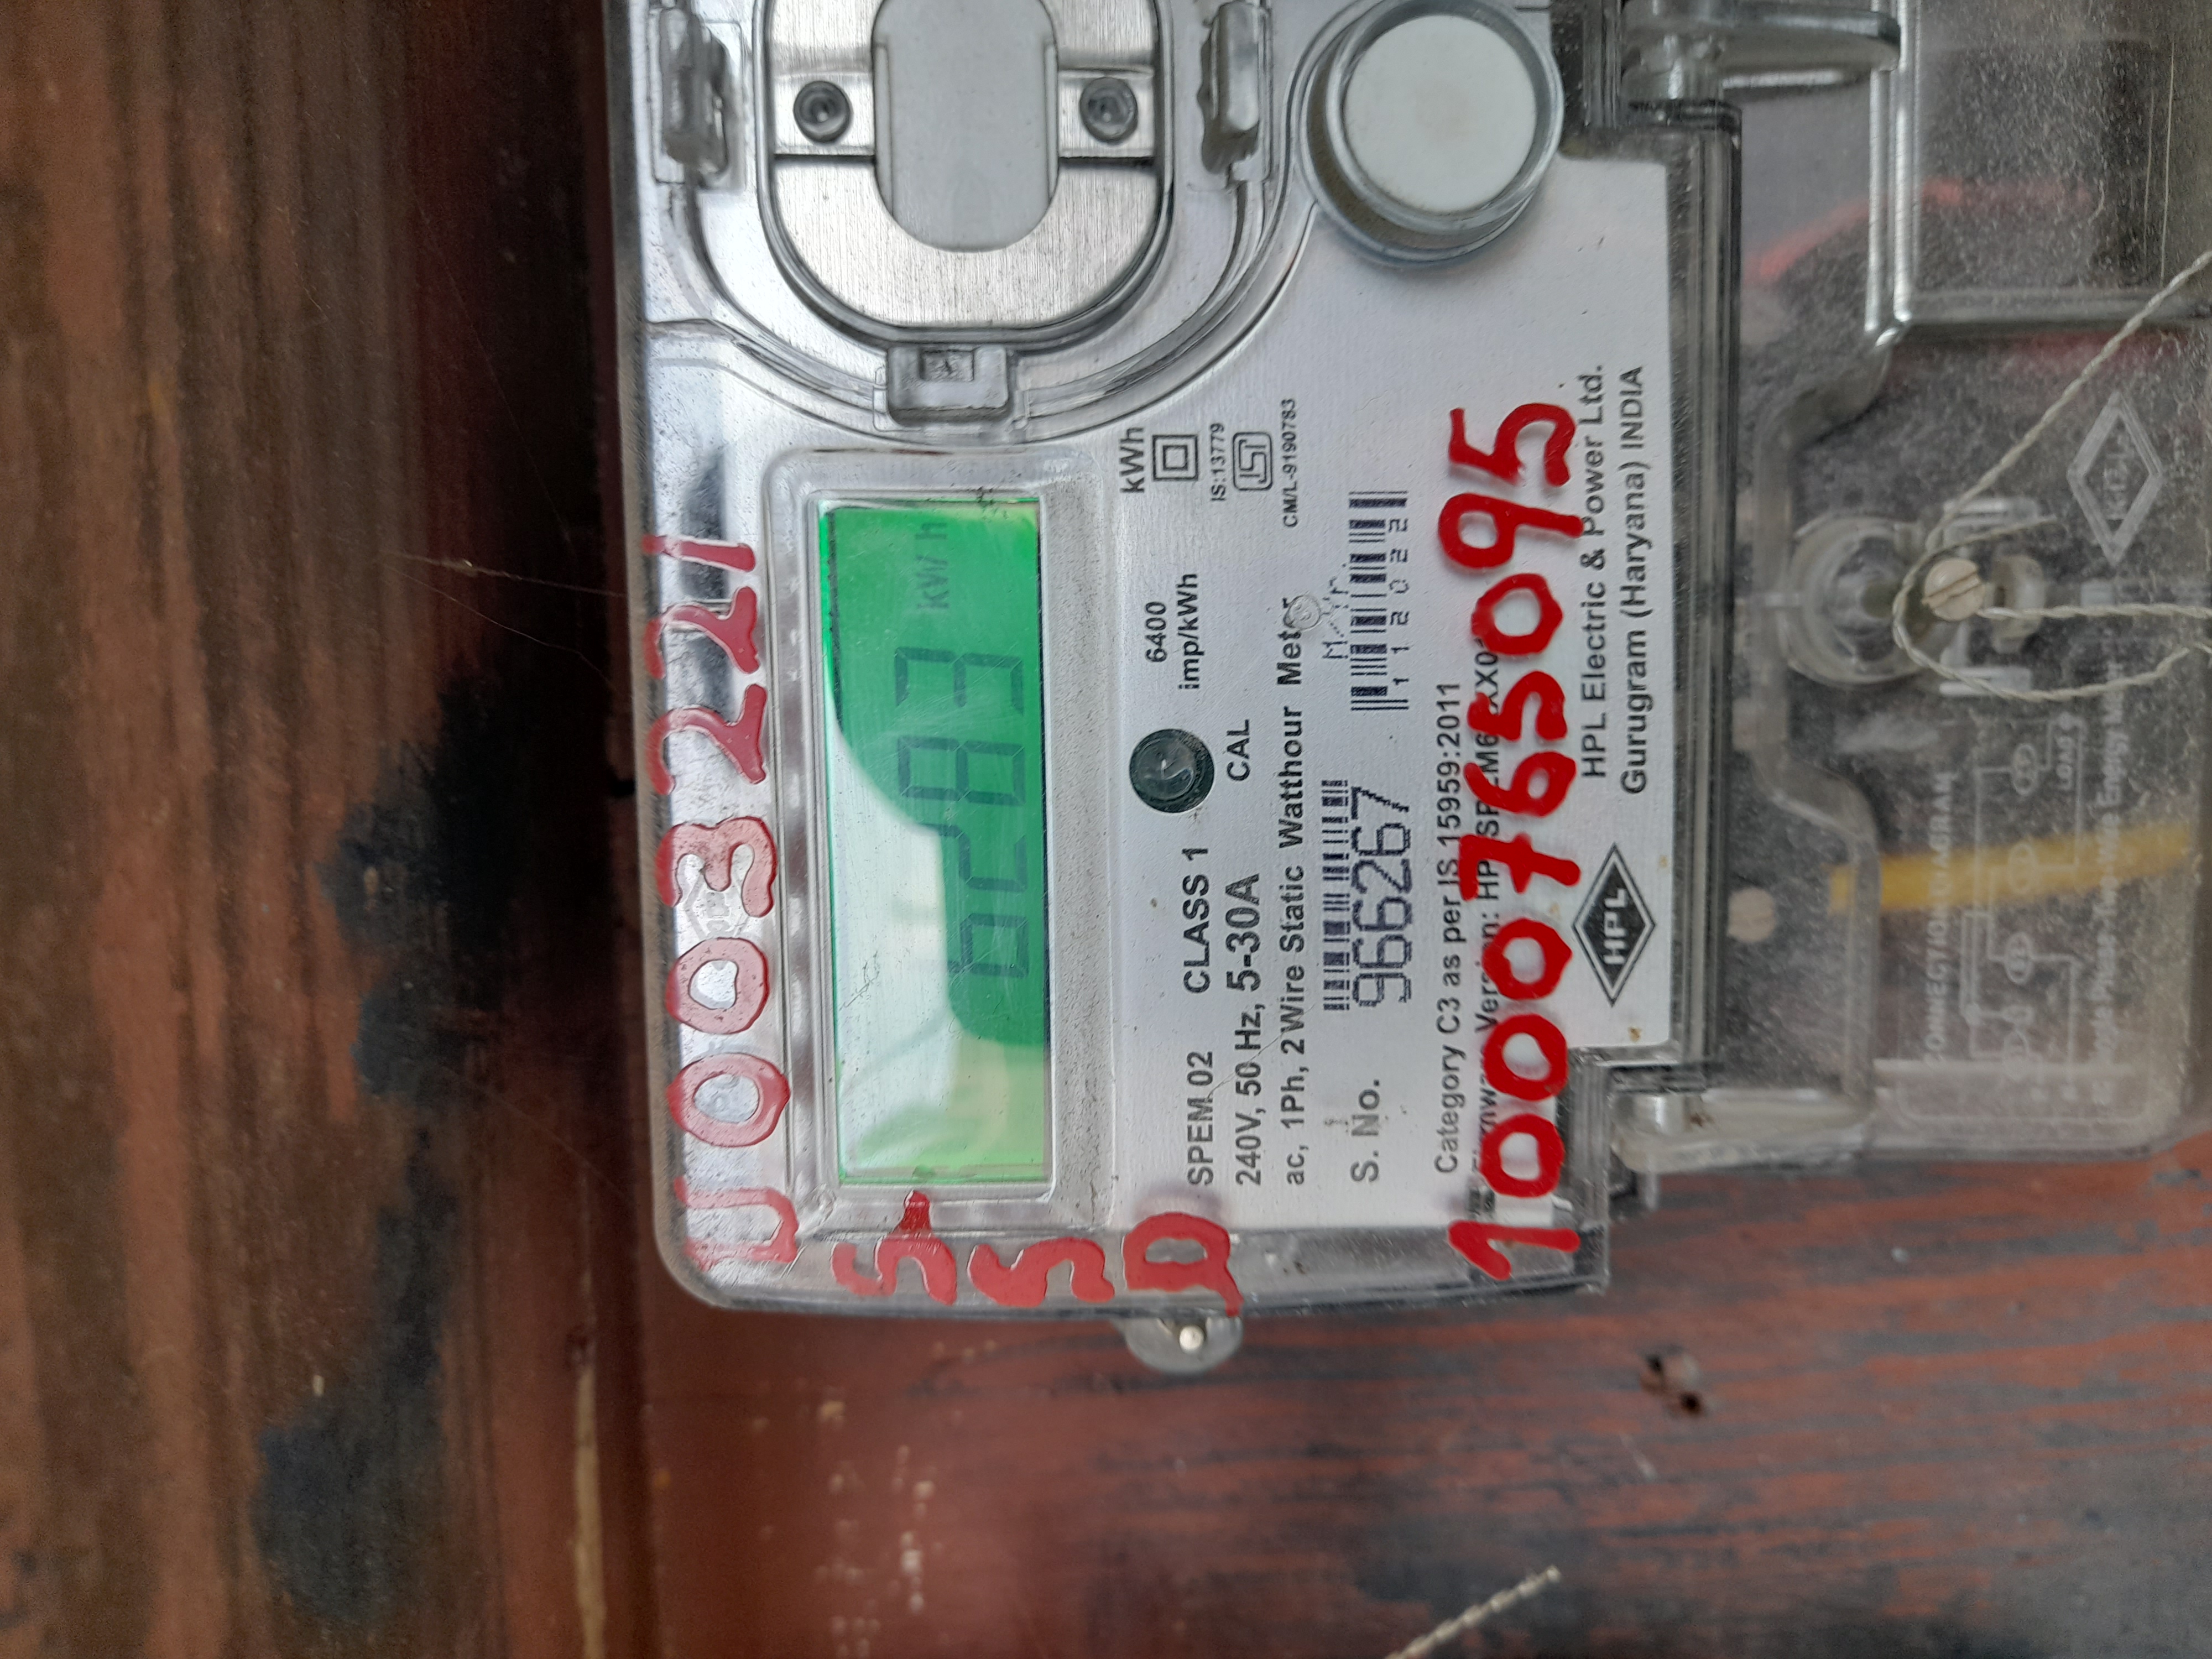 U003221
kWh
S
S
D
kWh
6400
imp/kWh
IS:13779
SPEM 02 CLASS 1
CAL
240V, 50 Hz, 5-30A
ac, 1Ph, 2 Wire Static Watthour Meter
CM/L-9190783
S. No. 966267
112022
Category C3 as per IS 15959:2011
100765095
HPL
HPL Electric & Power Ltd.
Gurugram (Haryana) INDIA